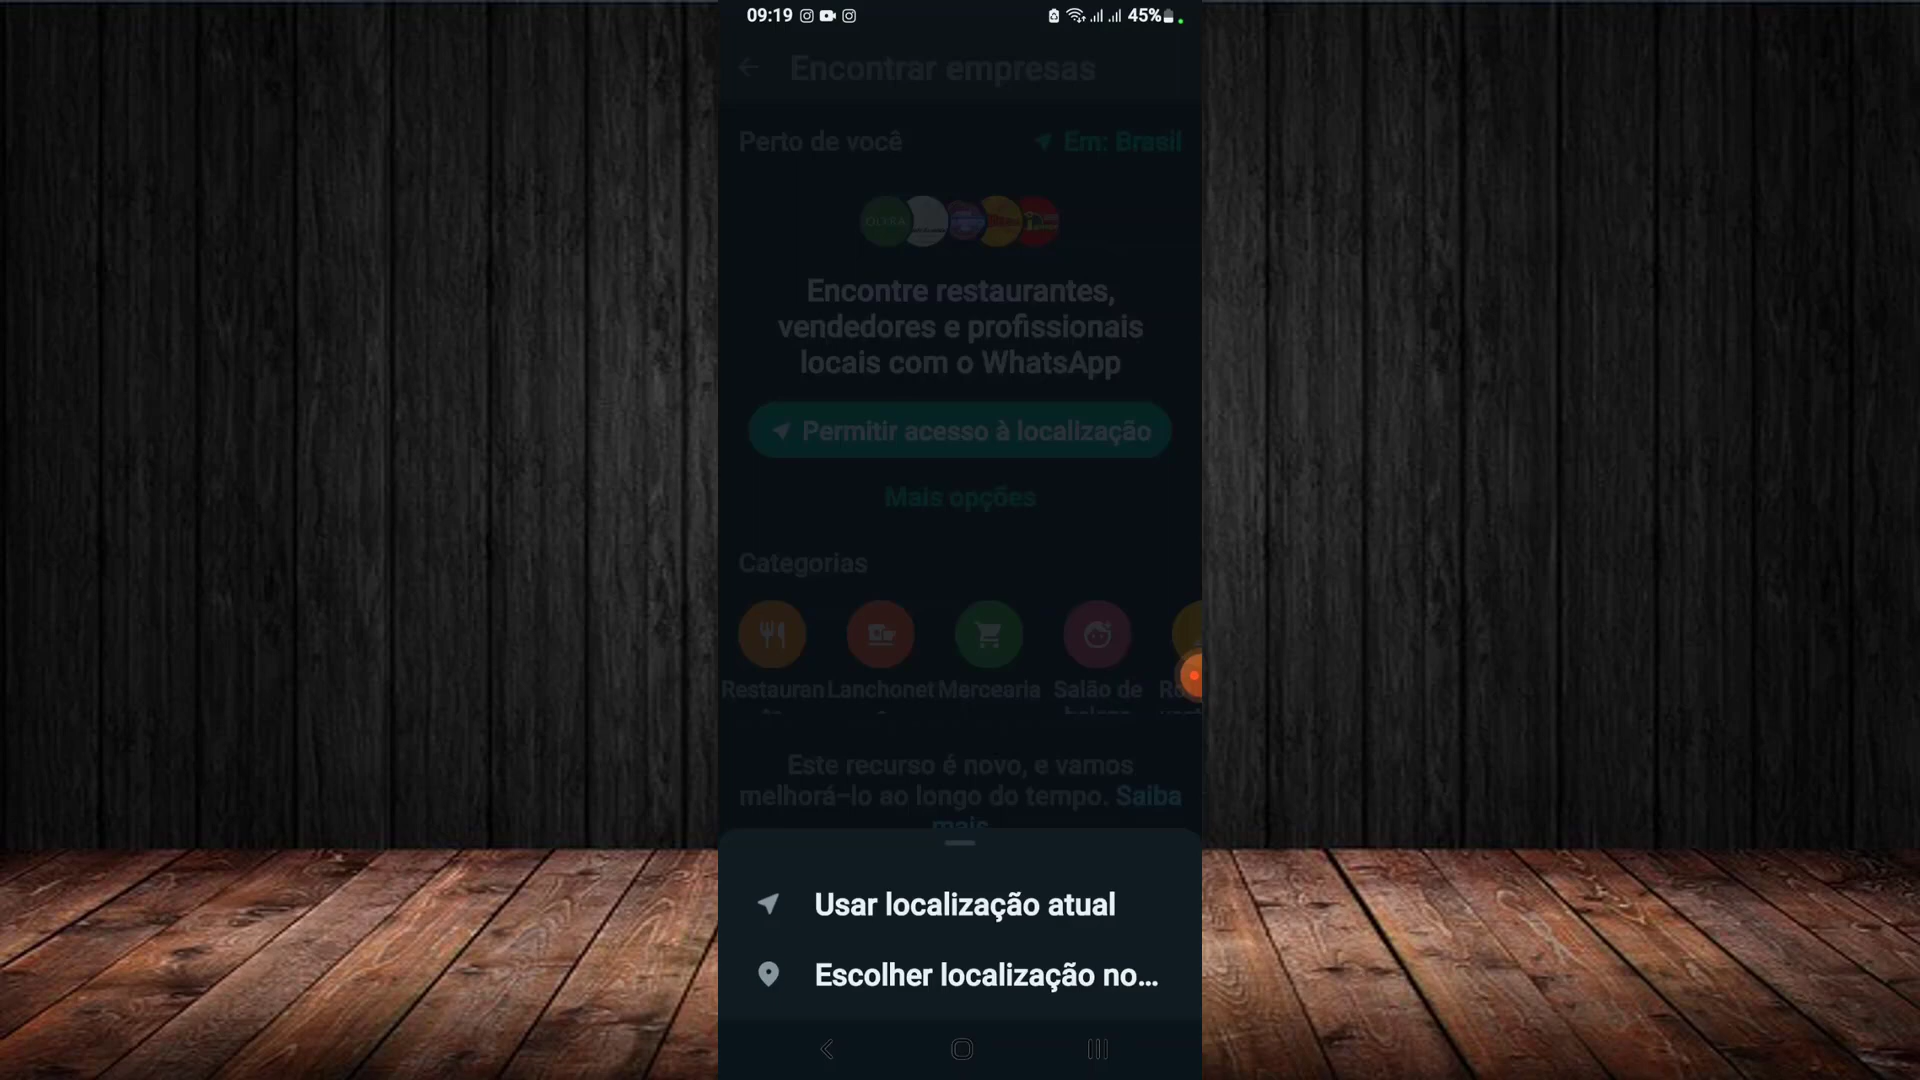 09:19
45%
Encontrar empresas
Perto de você
Em: Brasil
Encontre restaurantes,
vendedores e profissionais
locais com o WhatsApp
Permitir acesso à localização
Mais opções
Categorias
Restauran
Lanchonet
Mercearia
Salão de
Este recurso é novo, e vamos
melhorá-lo ao longo do tempo. Saiba
mais
Usar localização atual
Escolher localização no...